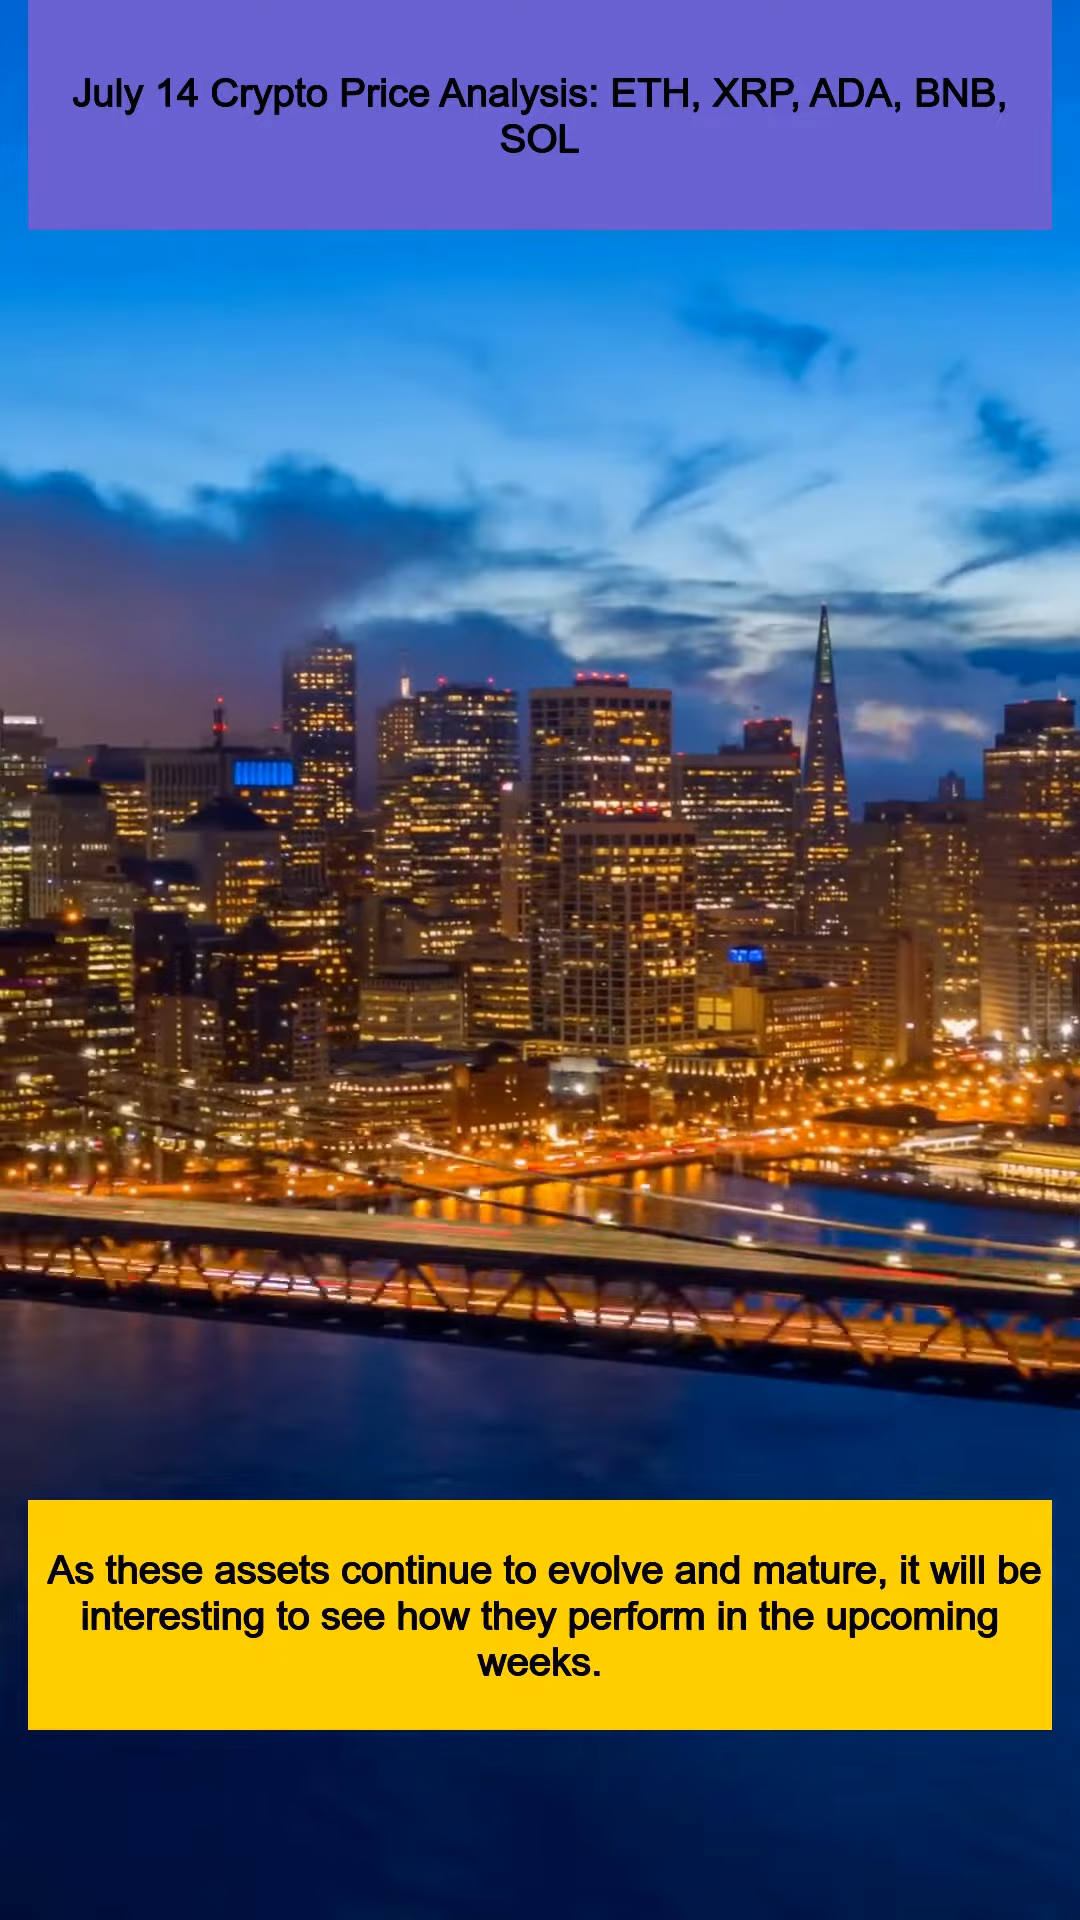 July 14 Crypto Price Analysis: ETH, XRP, ADA, BNB,
SOL
As these assets continue to evolve and mature, it will be
interesting to see how they perform in the upcoming
weeks.